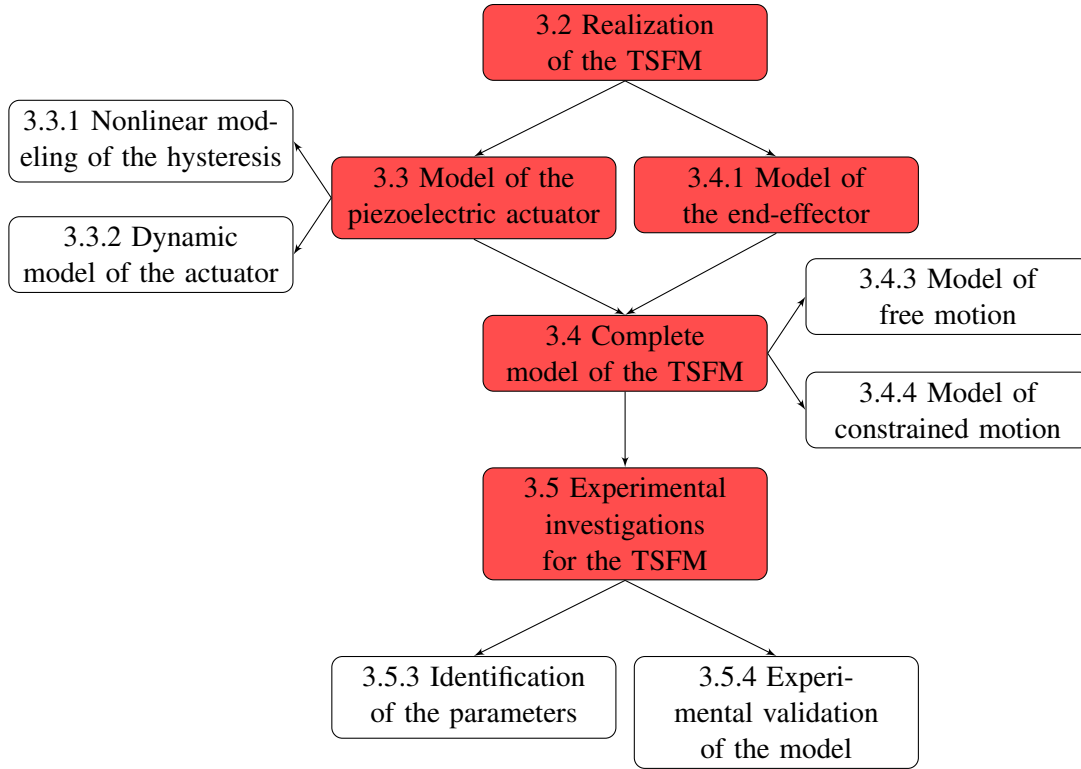 3.2 Realization
of the TSFM
3.3.1 Nonlinear mod-
eling of the hysteresis
3.3 Model of the
piezoelectric actuator
3.4.1 Model of
the end-effector
3.3.2 Dynamic
model of the actuator
3.4.3 Model of
free motion
3.4 Complete
model of the TSFM
3.4.4 Model of
constrained motion
3.5 Experimental
investigations
for the TSFM
3.5.3 Identification
of the parameters
3.5.4 Experi-
mental validation
of the model